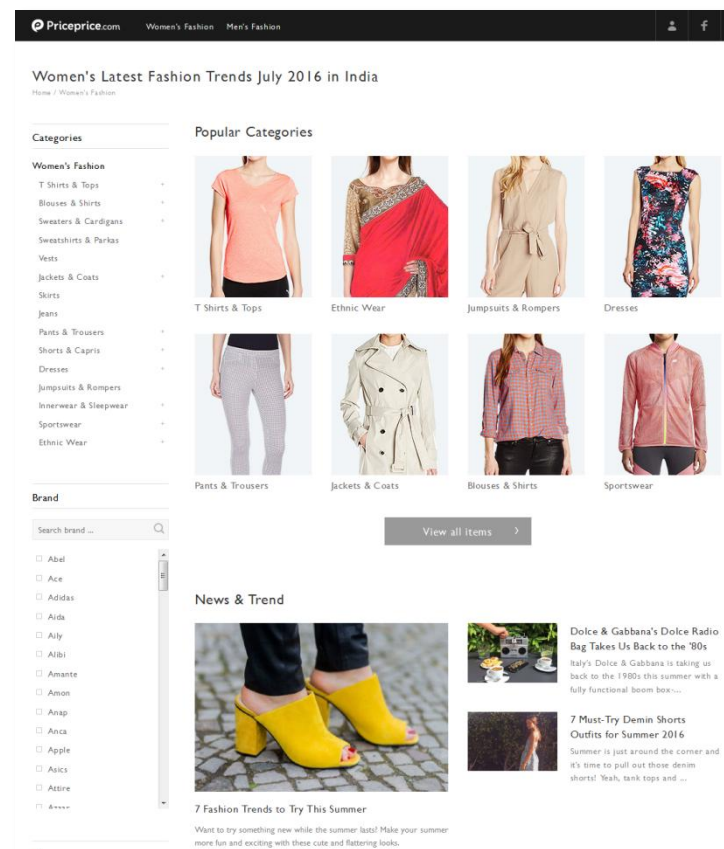 Priceprice.com
Women's Fashion Men's Fashion
Women's Latest Fashion Trends July 2016 in India
Home / Women's Fashion
Categories
Women's Fashion
T Shirts & Tops
Blouses & Shirts
Sweaters & Cardigans
Sweatshirts & Parkas
Vests
Jackets & Coats
Skirts
Jeans
Pants & Trousers
Shorts & Capris
Dresses
Jumpsuits & Rompers
Innerwear & Sleepwear
Sportswear
Ethnic Wear
Brand
Search brand ...
Abel
Ace
Adidas
Aida
Aily
Alibi
Amante
Amon
Anap
Anca
Apple
Asics
Attire
Popular Categories
T Shirts & Tops
Ethnic Wear
Jumpsuits & Rompers
Dresses
Pants & Trousers
Jackets & Coats
Blouses & Shirts
Sportswear
View all items
News & Trend
7 Fashion Trends to Try This Summer
Want to try something new while the summer lasts? Make your summer
more fun and exciting with these cute and flattering looks.
Dolce & Gabbana's Dolce Radio
Bag Takes Us Back to the '80s
Italy's Dolce & Gabbana is taking us
back to the 1980s this summer with a
fully functional boom box-...
7 Must-Try Demin Shorts
Outfits for Summer 2016
Summer is just around the corner and
it's time to pull out those denim
shorts! Yeah, tank tops and ...